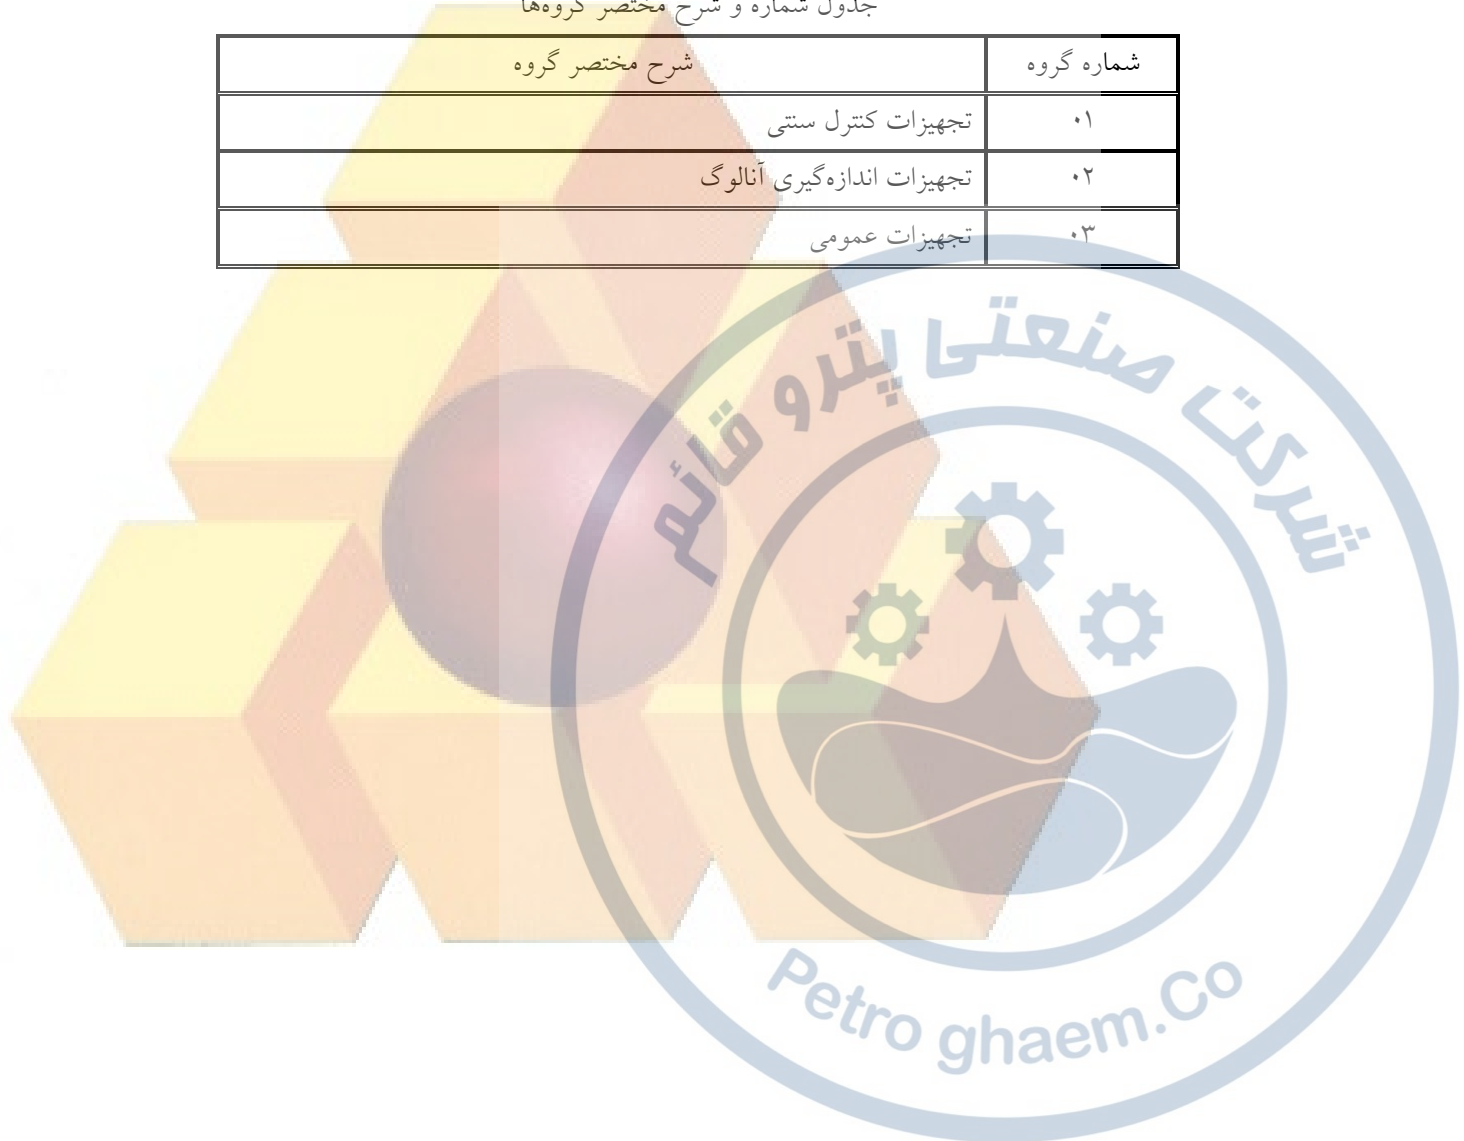 جدول شماره و شرح مختصر گروه‌ها
شماره گروه	شرح مختصر گروه
۰۱	تجهیزات کنترل سنتی
۰۲	تجهیزات اندازه‌گیری آنالوگ
۰۳	تجهیزات عمومی
شرکت صنعتی پترو قائم
Petro ghaem.Co